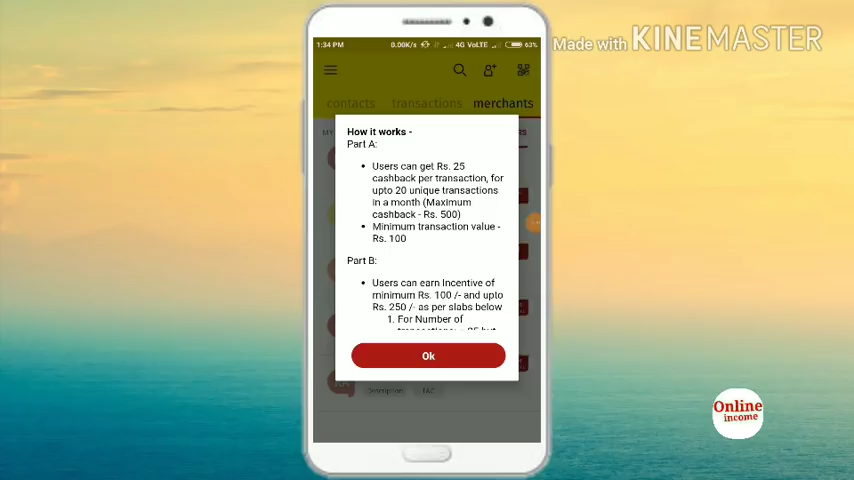 1:34 PM 0.00K/s 4G VoLTE 63%
Made with KINEMASTER
contacts transactions merchants
MY
RS
How it works -
Part A:
• Users can get Rs. 25
cashback per transaction, for
upto 20 unique transactions
in a month (Maximum
cashback - Rs. 500)
• Minimum transaction value -
Rs. 100
Part B:
• Users can earn Incentive of
minimum Rs. 100 /- and upto
Rs. 250 /- as per slabs below
1. For Number of
Ok
Description T&C
Online
income